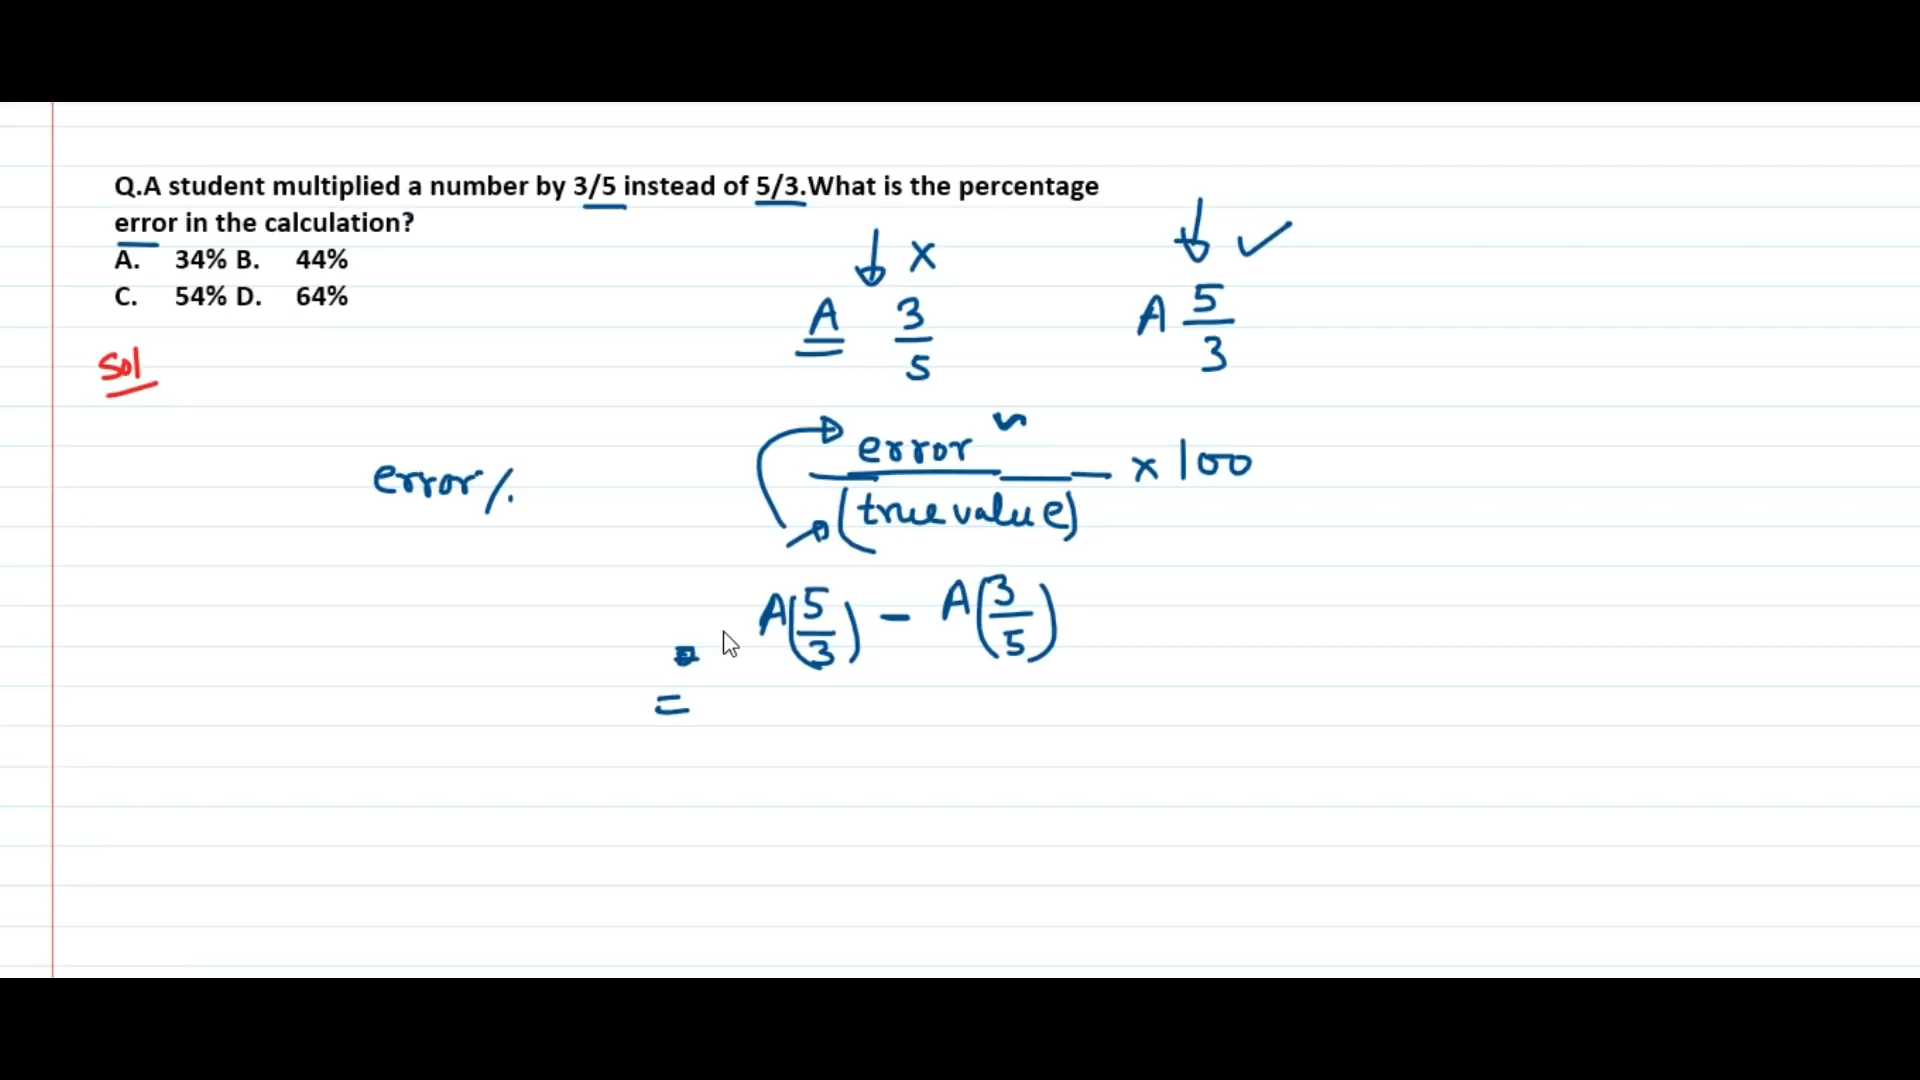 Q.A student multiplied a number by 3/5 instead of 5/3.What is the percentage
error in the calculation?
A. 34% B. 44%
C. 54% D. 64%
x ✓
A 3/5 A 5/3
Sol
error% error/(true value) x 100
A(5/3) - A(3/5)
=